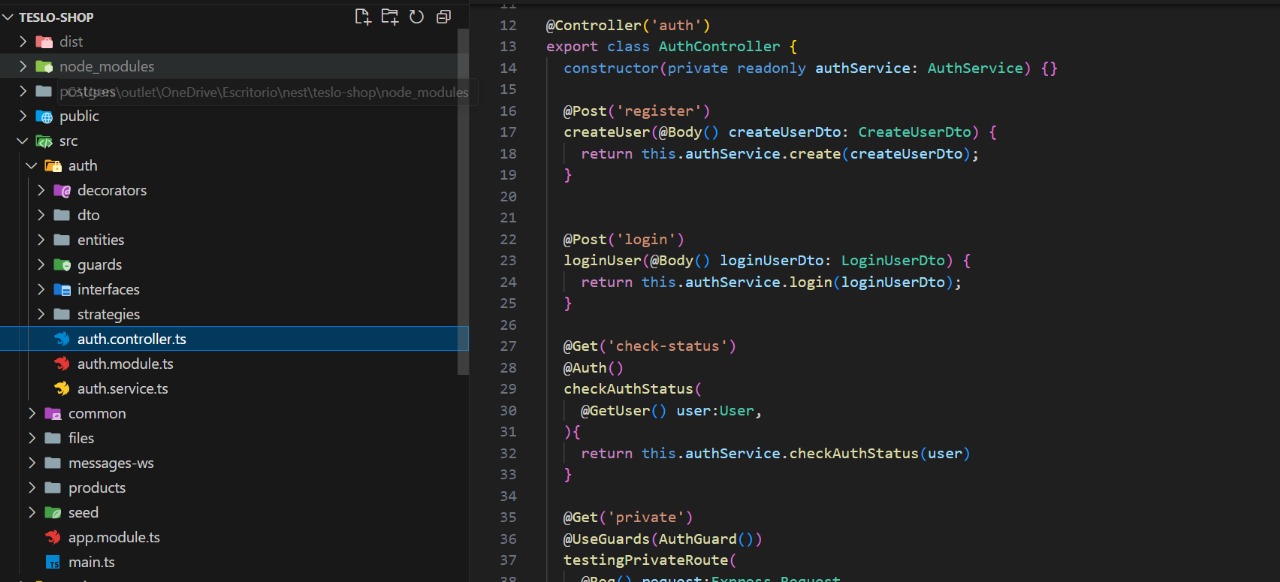 TESLO-SHOP
dist
node_modules
C:\Users\outlet\OneDrive\Escritorio\nest\teslo-shop\node_modules
public
src
auth
decorators
dto
entities
guards
interfaces
strategies
auth.controller.ts
auth.module.ts
auth.service.ts
common
files
messages-ws
products
seed
app.module.ts
main.ts
11
12 @Controller('auth')
13 export class AuthController {
14 constructor(private readonly authService: AuthService) {}
15
16 @Post('register')
17 createUser(@Body() createUserDto: CreateUserDto) {
18 return this.authService.create(createUserDto);
19 }
20
21
22 @Post('login')
23 loginUser(@Body() loginUserDto: LoginUserDto) {
24 return this.authService.login(loginUserDto);
25 }
26
27 @Get('check-status')
28 @Auth()
29 checkAuthStatus(
30 @GetUser() user:User,
31 ){
32 return this.authService.checkAuthStatus(user)
33 }
34
35 @Get('private')
36 @UseGuards(AuthGuard())
37 testingPrivateRoute(
38 @Req() request:Express.Request